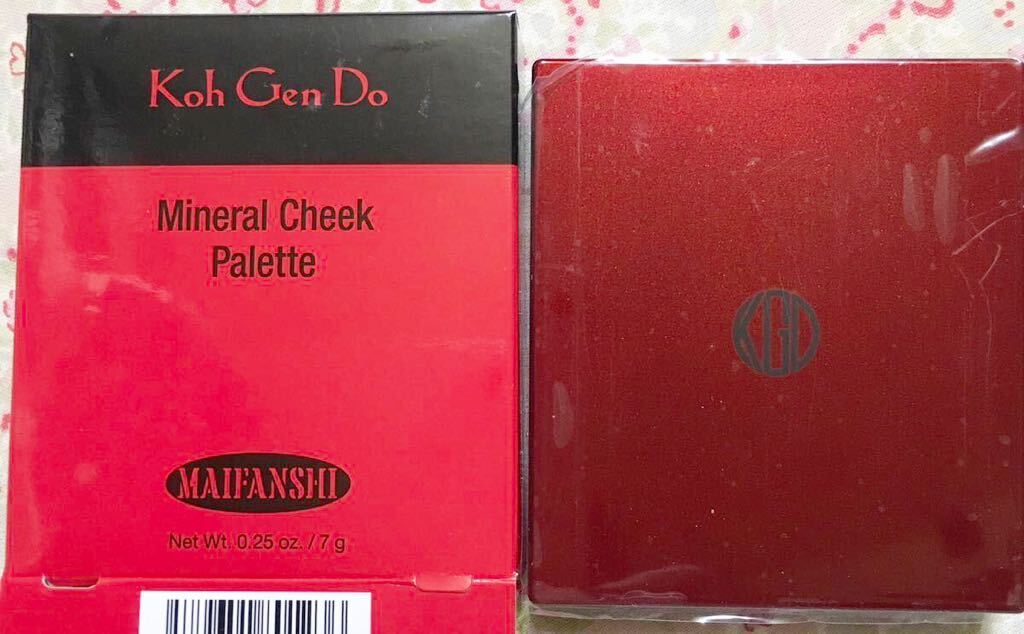 Koh Gen Do
Mineral Cheek
Palette
MAIFANSHI
Net Wt. 0.25 oz. / 7 g
KGD